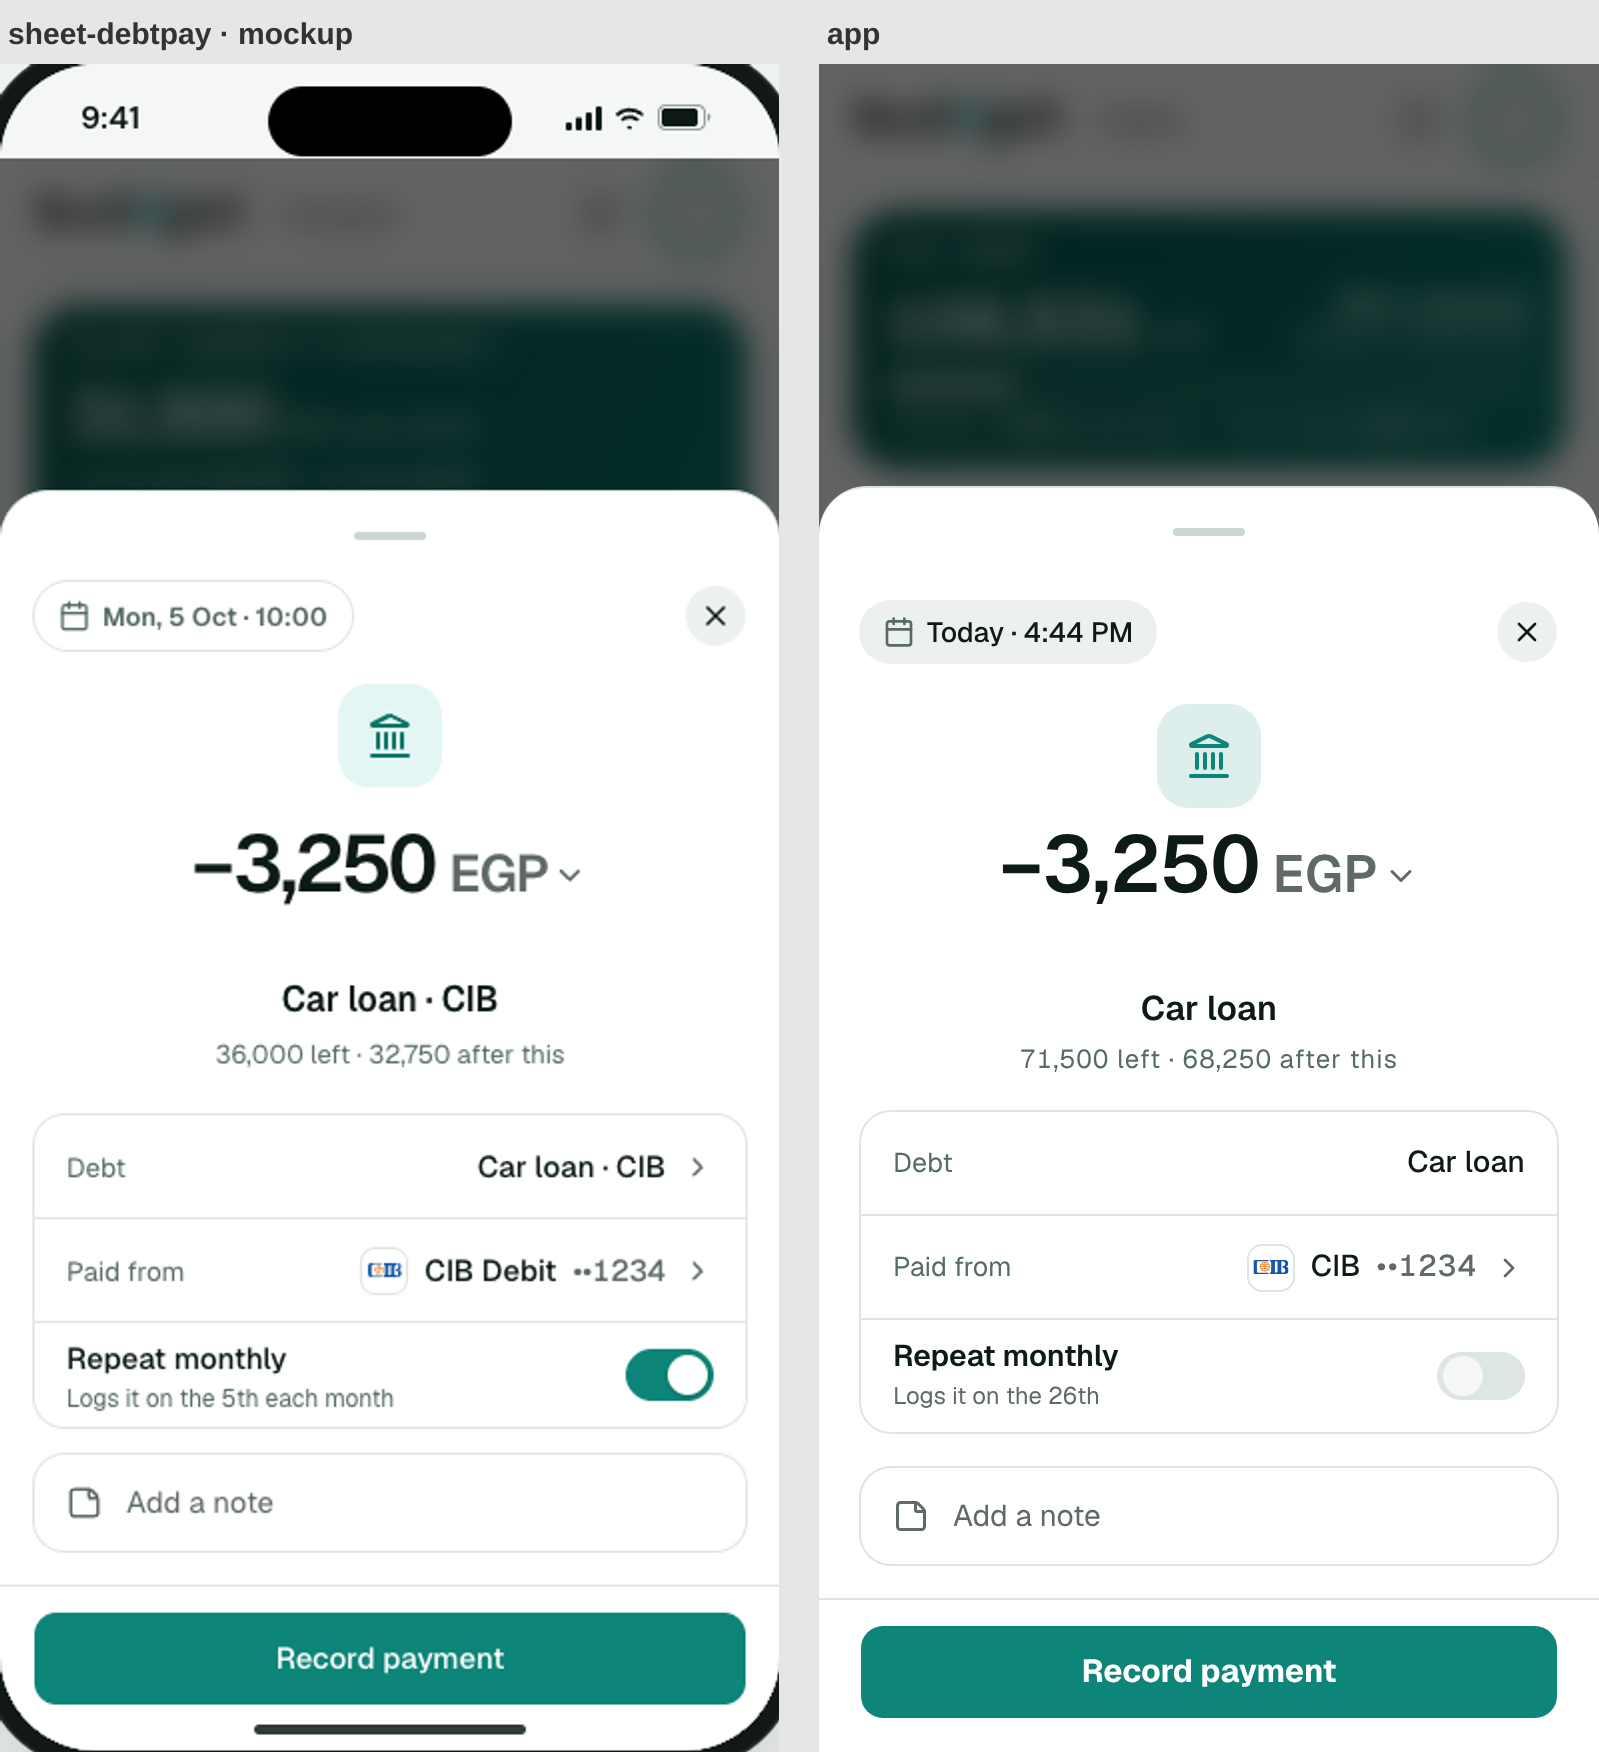 sheet-debtpay · mockup
9:41
Mon, 5 Oct · 10:00
−3,250 EGP
Car loan · CIB
36,000 left · 32,750 after this
Debt
Car loan · CIB
Paid from
CIB
CIB Debit ••1234
Repeat monthly
Logs it on the 5th each month
Add a note
Record payment
app
Today · 4:44 PM
−3,250 EGP
Car loan
71,500 left · 68,250 after this
Debt
Car loan
Paid from
CIB
CIB ••1234
Repeat monthly
Logs it on the 26th
Add a note
Record payment